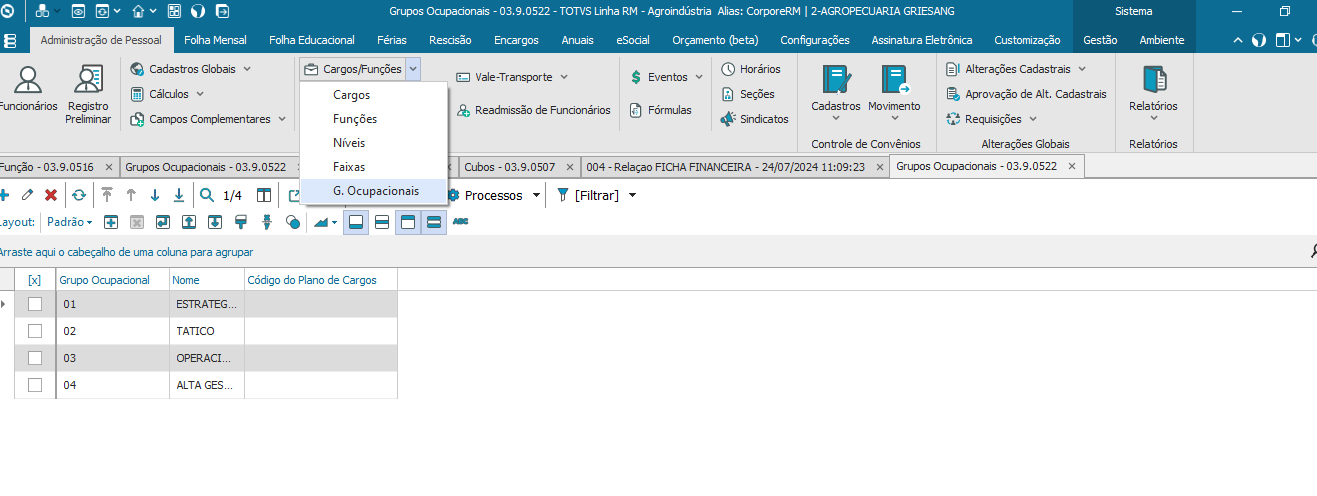 Grupos Ocupacionais - 03.9.0522 - TOTVS Linha RM - Agroindústria Alias: CorporeRM | 2-AGROPECUARIA GRIESANG
Sistema
Administração de Pessoal Folha Mensal Folha Educacional Férias Rescisão Encargos Anuais eSocial Orçamento (beta) Configurações Assinatura Eletrônica Customização Gestão Ambiente
Funcionários
Registro Preliminar
Cadastros Globais
Cálculos
Campos Complementares
Cargos/Funções
Cargos
Funções
Níveis
Faixas
G. Ocupacionais
Vale-Transporte
Readmissão de Funcionários
Eventos
Fórmulas
Horários
Seções
Sindicatos
Cadastros Movimento
Controle de Convênios
Alterações Cadastrais
Aprovação de Alt. Cadastrais
Requisições
Alterações Globais
Relatórios
Relatórios
Função - 03.9.0516 Grupos Ocupacionais - 03.9.0522 Cubos - 03.9.0507 004 - Relaçao FICHA FINANCEIRA - 24/07/2024 11:09:23 Grupos Ocupacionais - 03.9.0522
1/4 Processos [Filtrar]
Layout: Padrão ABC
Arraste aqui o cabeçalho de uma coluna para agrupar
[x] Grupo Ocupacional Nome Código do Plano de Cargos
01 ESTRATEG...
02 TATICO
03 OPERACI...
04 ALTA GES...